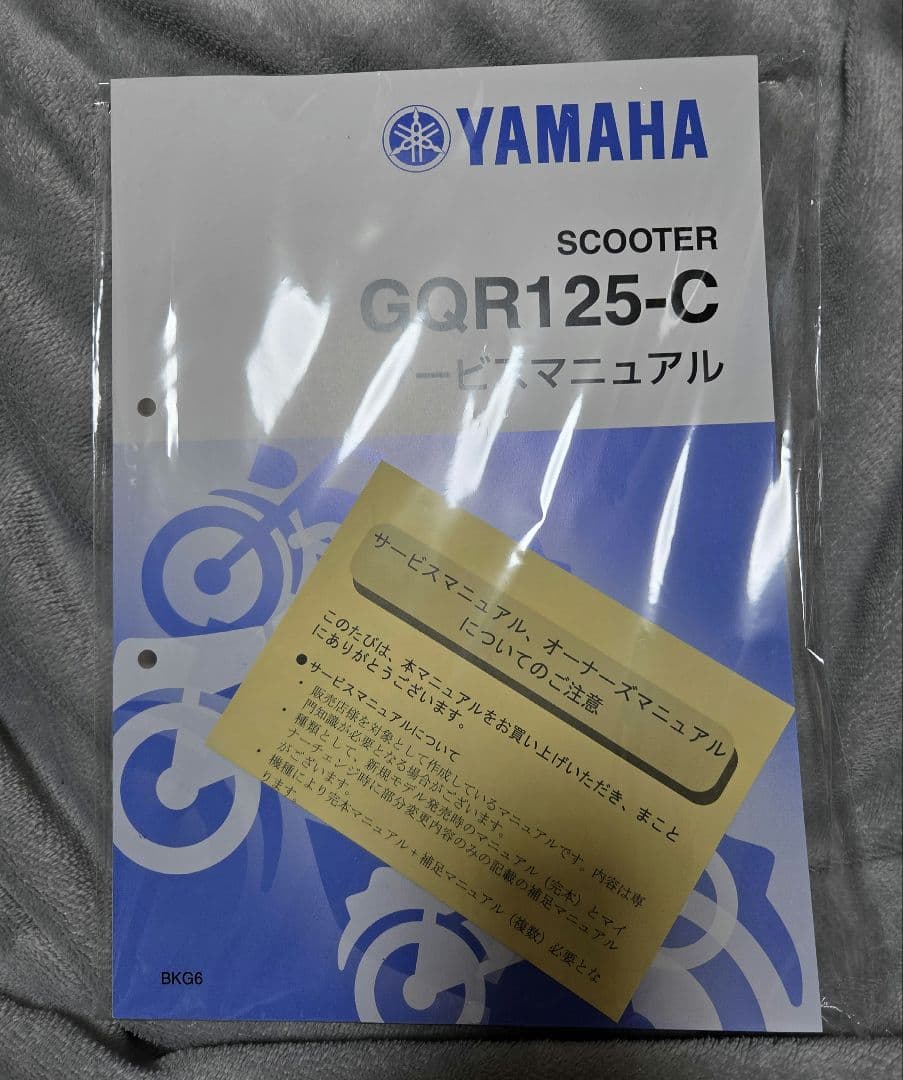 YAMAHA
SCOOTER
GQR125-C
ービスマニュアル
サービスマニュアル、オーナーズマニュアル
についてのご注意
このたびは、本マニュアルをお買い上げいただき、まこと
にありがとうございます。
●サービスマニュアルについて
・販売店様を対象として作成しているマニュアルです。内容は専
門知識が必要となる場合がございます。
・種類として、新規モデル発売時のマニュアル（完本）とマイ
ナーチェンジ時に部分変更内容のみの記載の補足マニュアル
がございます。
・機種により完本マニュアル+補足マニュアル（複数）必要とな
ります。
BKG6